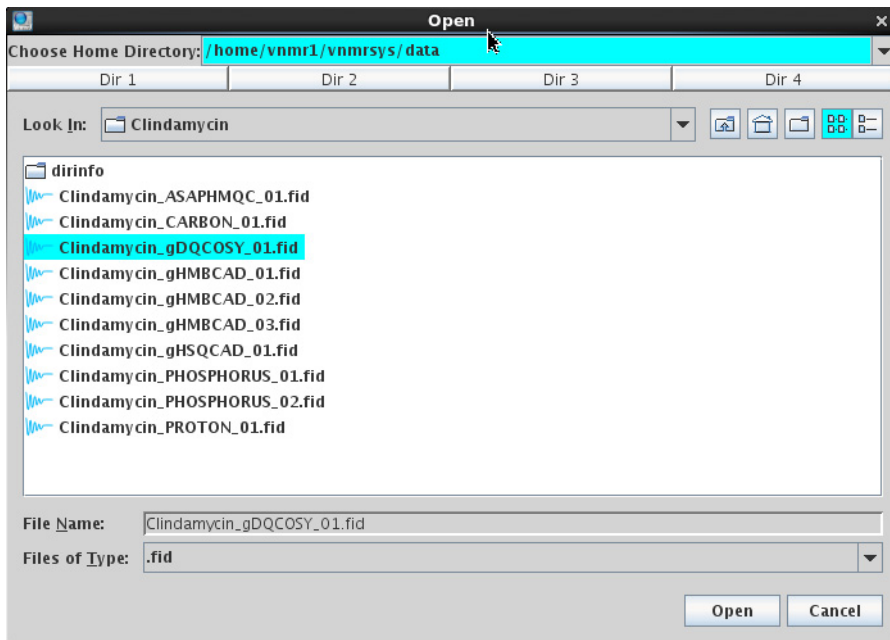 Open
Choose Home Directory: /home/vnmr1/vnmrsys/data
Dir 1 Dir 2 Dir 3 Dir 4
Look In: Clindamycin
dirinfo
Clindamycin_ASAPHMQC_01.fid
Clindamycin_CARBON_01.fid
Clindamycin_gDQCOSY_01.fid
Clindamycin_gHMBCAD_01.fid
Clindamycin_gHMBCAD_02.fid
Clindamycin_gHMBCAD_03.fid
Clindamycin_gHSQCAD_01.fid
Clindamycin_PHOSPHORUS_01.fid
Clindamycin_PHOSPHORUS_02.fid
Clindamycin_PROTON_01.fid
File Name: Clindamycin_gDQCOSY_01.fid
Files of Type: .fid
Open Cancel